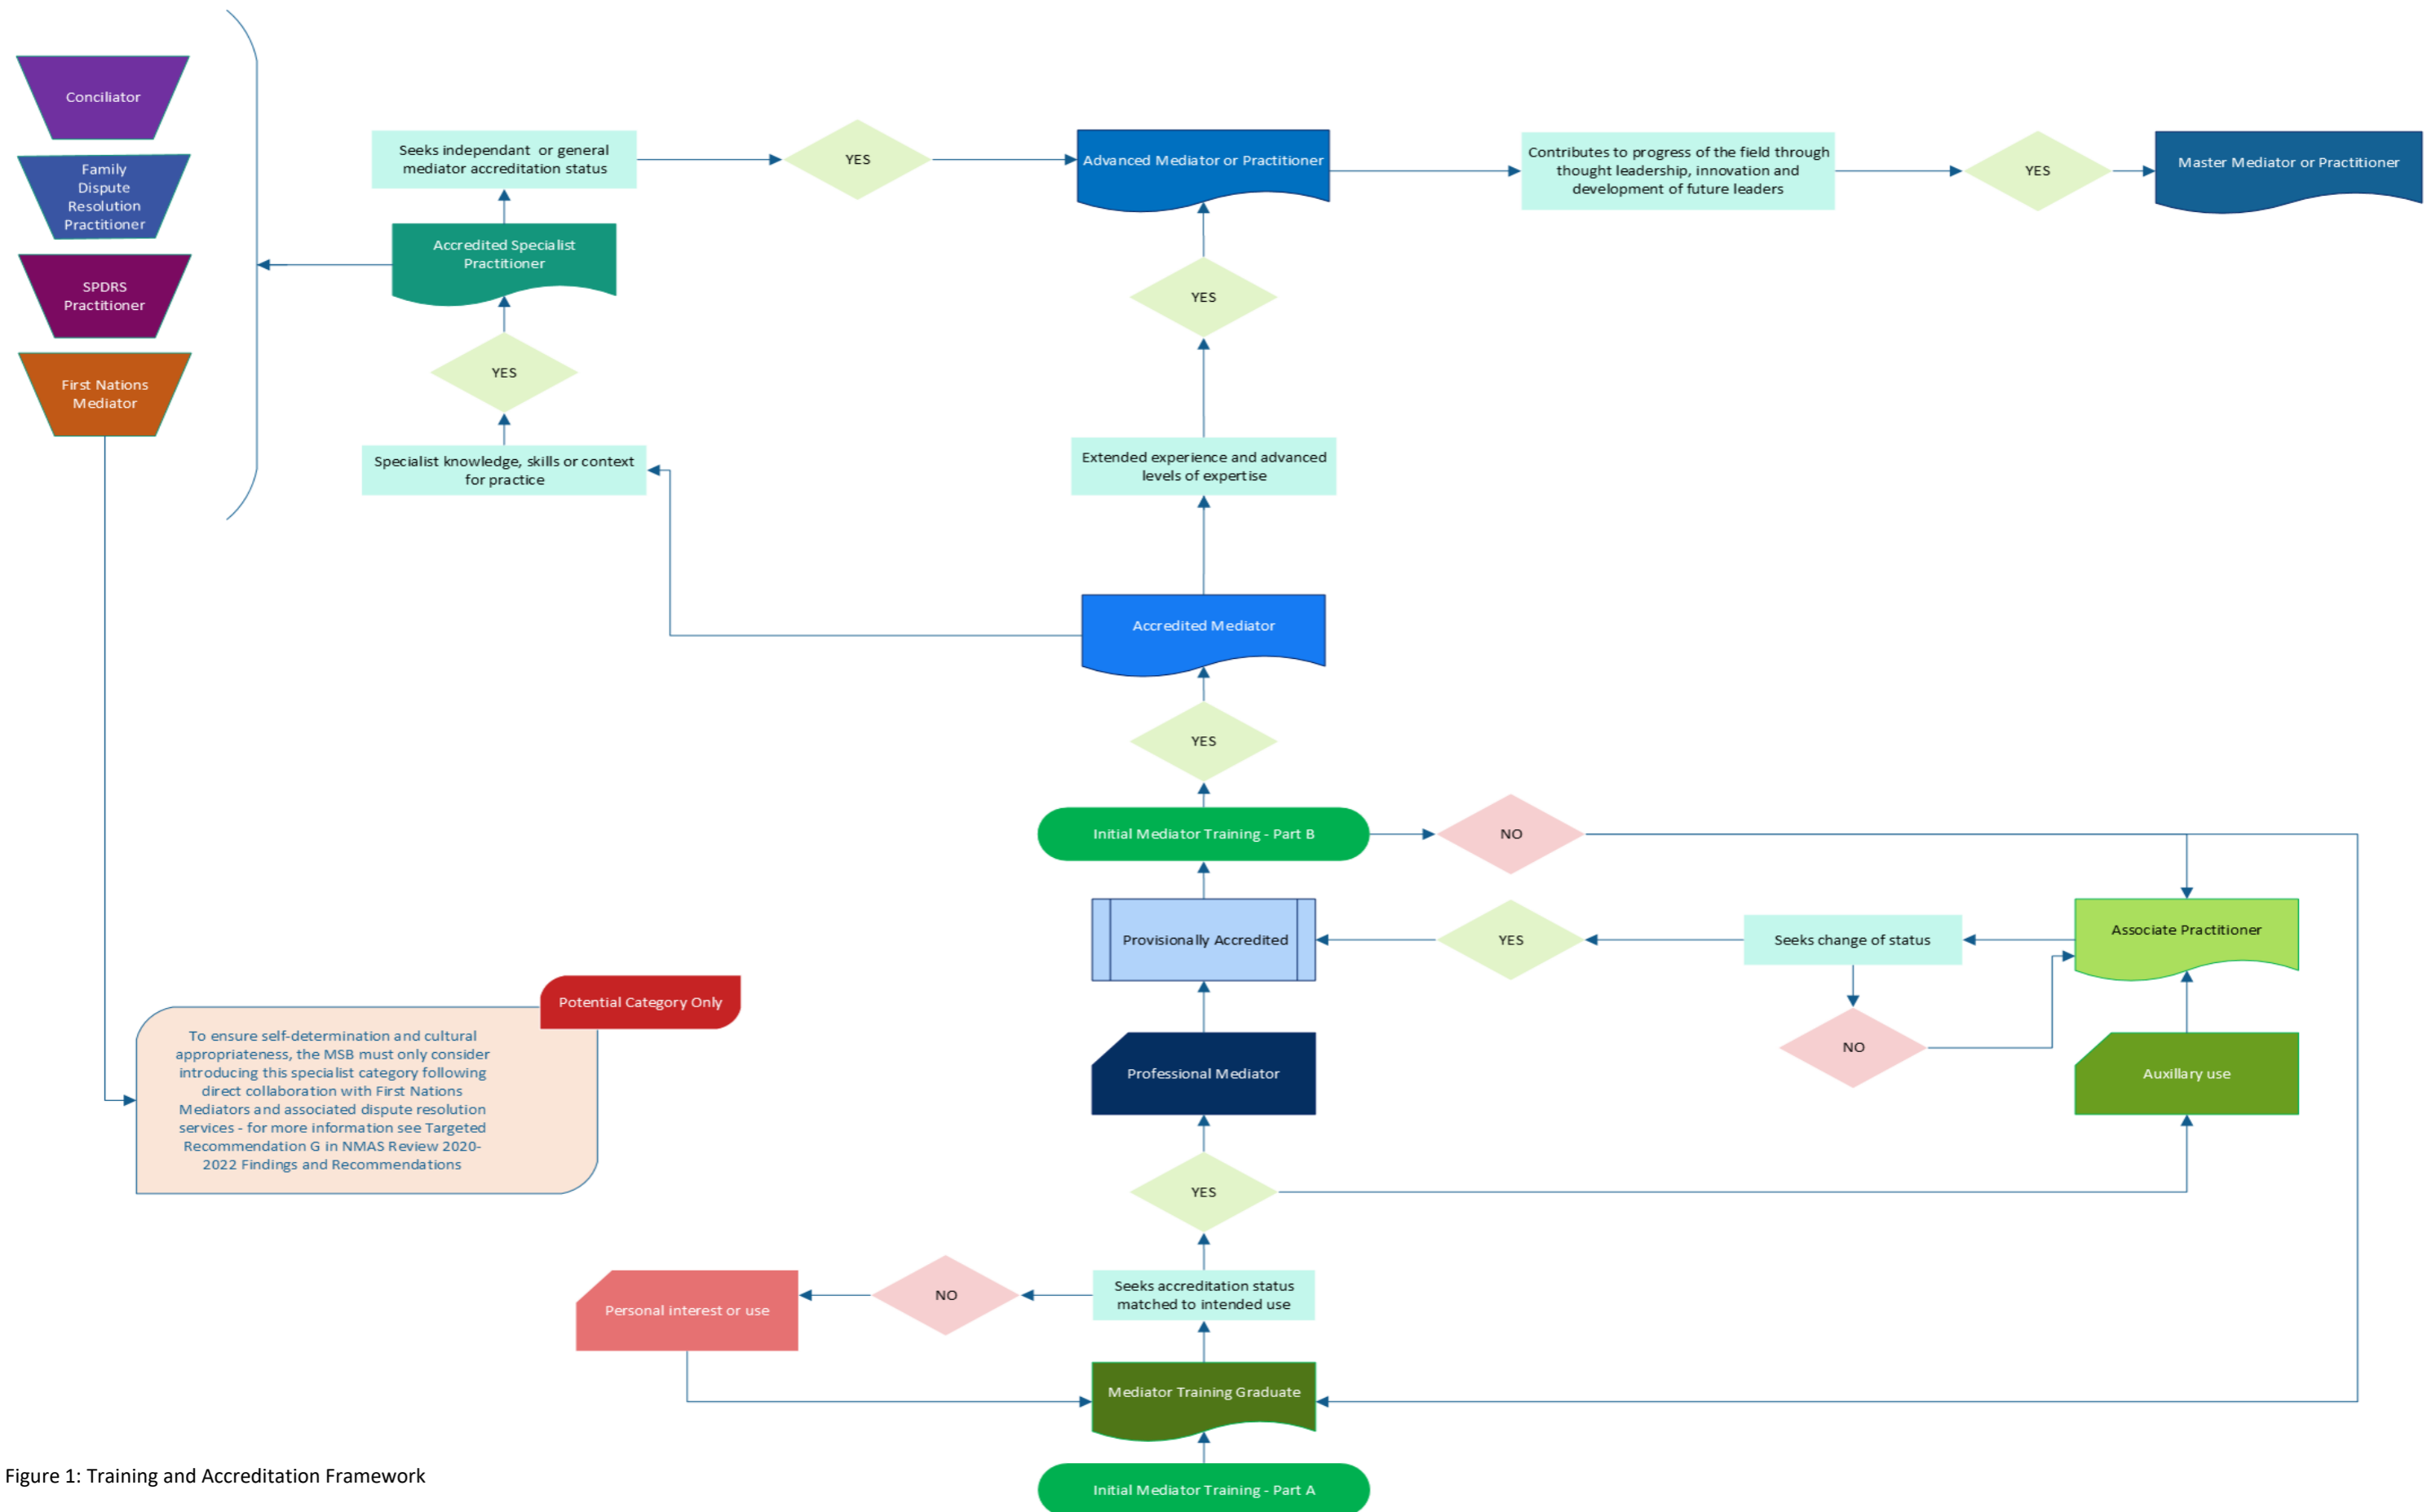 Conciliator
Family
Dispute
Resolution
Practitioner
SPDRS
Practitioner
First Nations
Mediator
Seeks independant or general
mediator accreditation status
YES
Advanced Mediator or Practitioner
Contributes to progress of the field through
thought leadership, innovation and
development of future leaders
YES
Master Mediator or Practitioner
Accredited Specialist
Practitioner
YES
YES
Specialist knowledge, skills or context
for practice
Extended experience and advanced
levels of expertise
Accredited Mediator
YES
Initial Mediator Training - Part B
NO
Provisionally Accredited
YES
Seeks change of status
Associate Practitioner
NO
Potential Category Only
To ensure self-determination and cultural
appropriateness, the MSB must only consider
introducing this specialist category following
direct collaboration with First Nations
Mediators and associated dispute resolution
services - for more information see Targeted
Recommendation G in NMAS Review 2020-
2022 Findings and Recommendations
Professional Mediator
Auxillary use
YES
Personal interest or use
NO
Seeks accreditation status
matched to intended use
Mediator Training Graduate
Initial Mediator Training - Part A
Figure 1: Training and Accreditation Framework